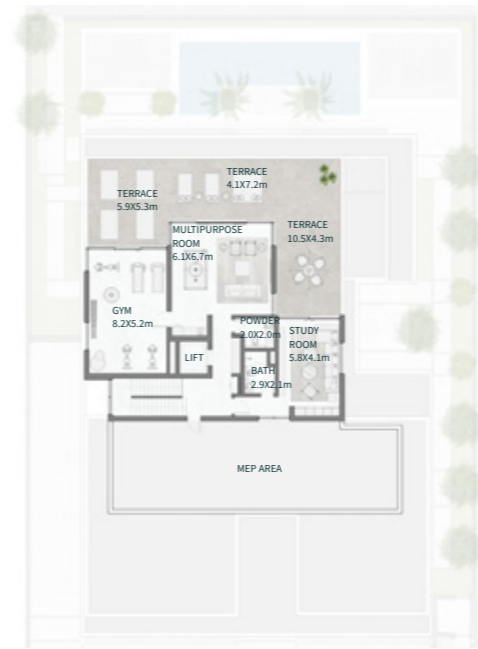 TERRACE
4.1X7.2m
TERRACE
5.9X5.3m
TERRACE
10.5X4.3m
MULTIPURPOSE
ROOM
6.1X6.7m
GYM
8.2X5.2m
POWDER
2.0X2.0m
STUDY
ROOM
5.8X4.1m
LIFT
BATH
2.9X2.1m
MEP AREA